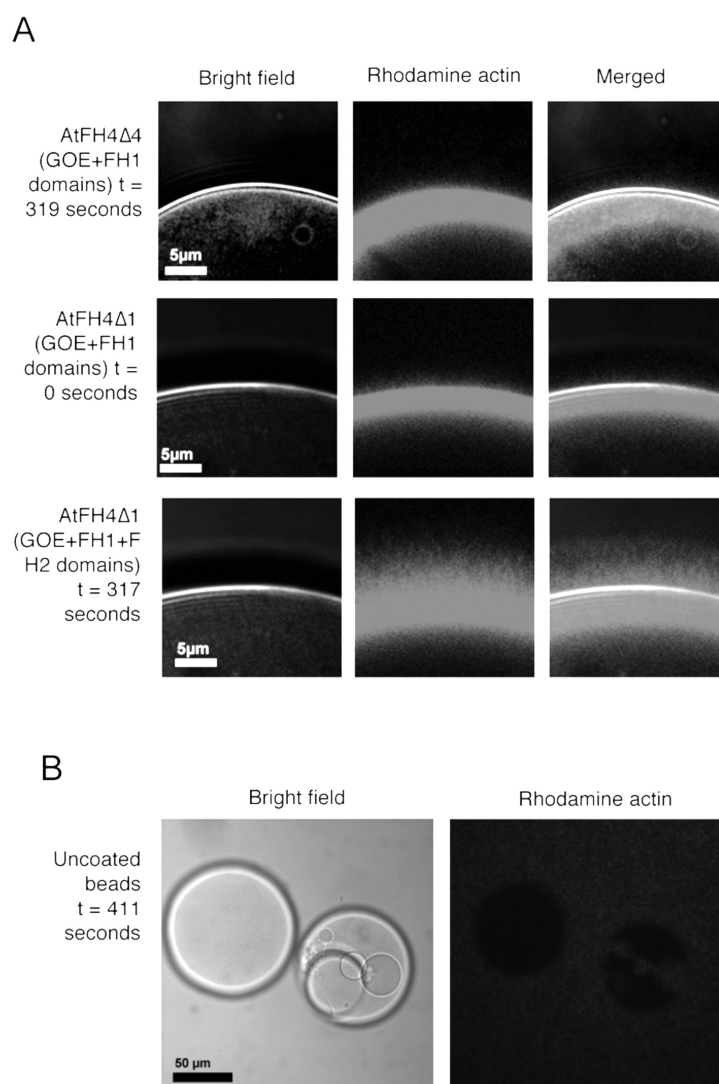 A
Bright field
Rhodamine actin
Merged
AtFH4Δ4
(GOE+FH1
domains) t =
319 seconds
5μm
AtFH4Δ1
(GOE+FH1
domains) t =
0 seconds
5μm
AtFH4Δ1
(GOE+FH1+F
H2 domains)
t = 317
seconds
5μm
B
Bright field
Rhodamine actin
Uncoated
beads
t = 411
seconds
50 μm